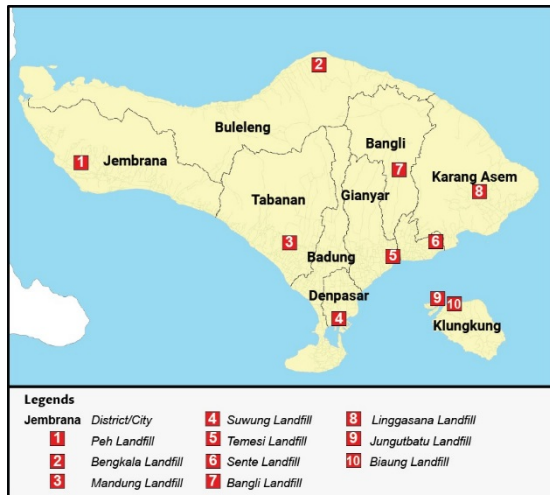 2
Buleleng
Bangli
Jembrana
1
7
Karang Asem
8
Tabanan
Gianyar
3
6
Badung
5
Denpasar
9
10
4
Klungkung
Legends
Jembrana District/City
1 Peh Landfill
2 Bengkala Landfill
3 Mandung Landfill
4 Suwung Landfill
5 Temesi Landfill
6 Sente Landfill
7 Bangli Landfill
8 Linggasana Landfill
9 Jungutbatu Landfill
10 Biaung Landfill